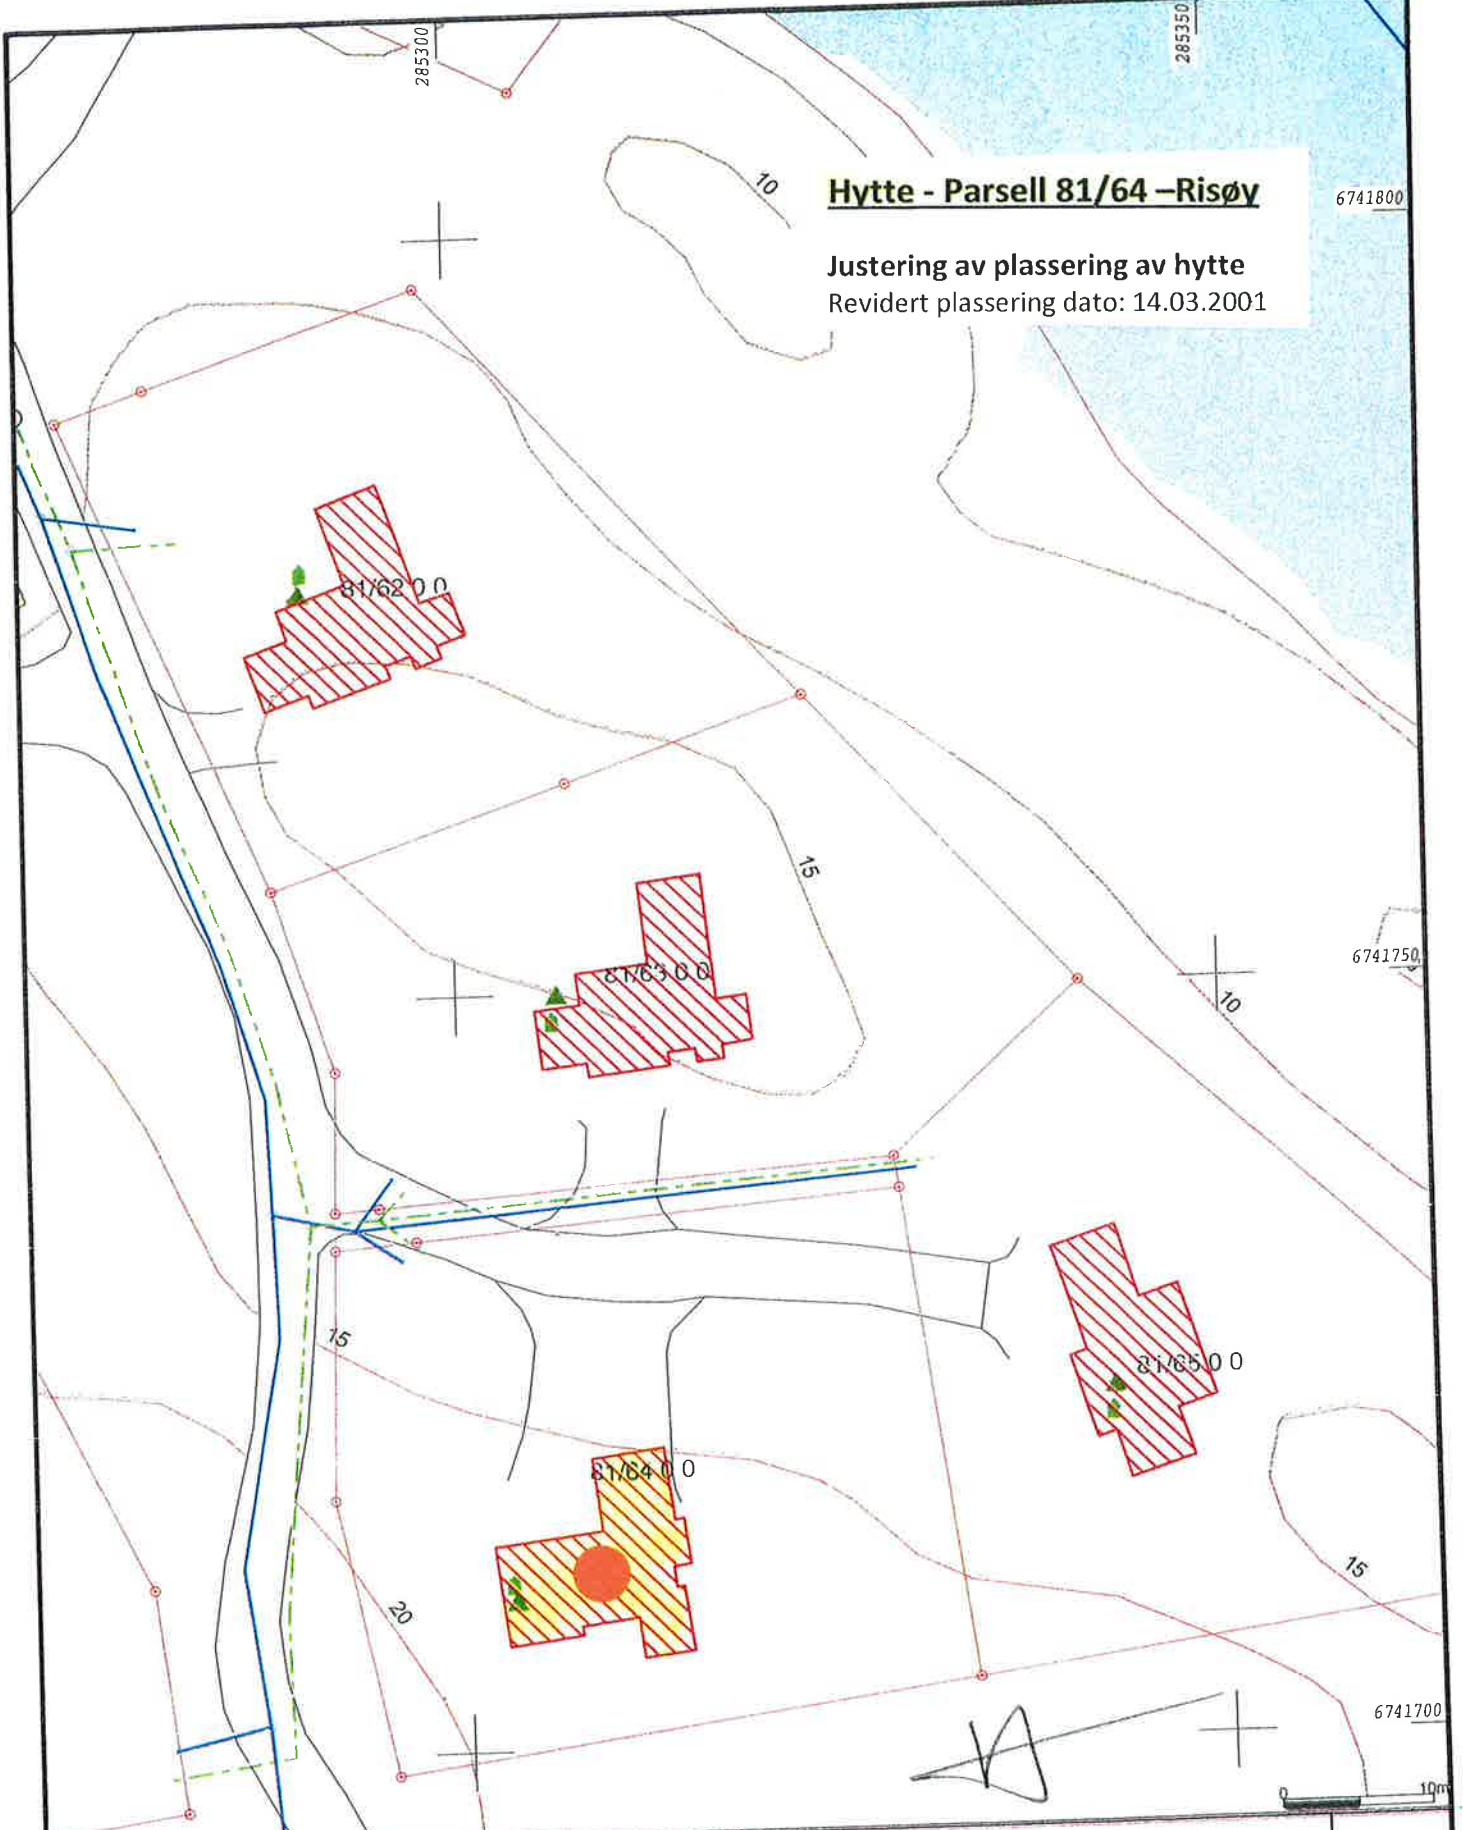 285300
285350
10
Hytte - Parsell 81/64 –Risøy
6741800
Justering av plassering av hytte
Revidert plassering dato: 14.03.2001
81/62 0 0
15
81/63 0 0
6741750
10
15
81/65 0 0
81/64 0 0
15
20
6741700
0 10m